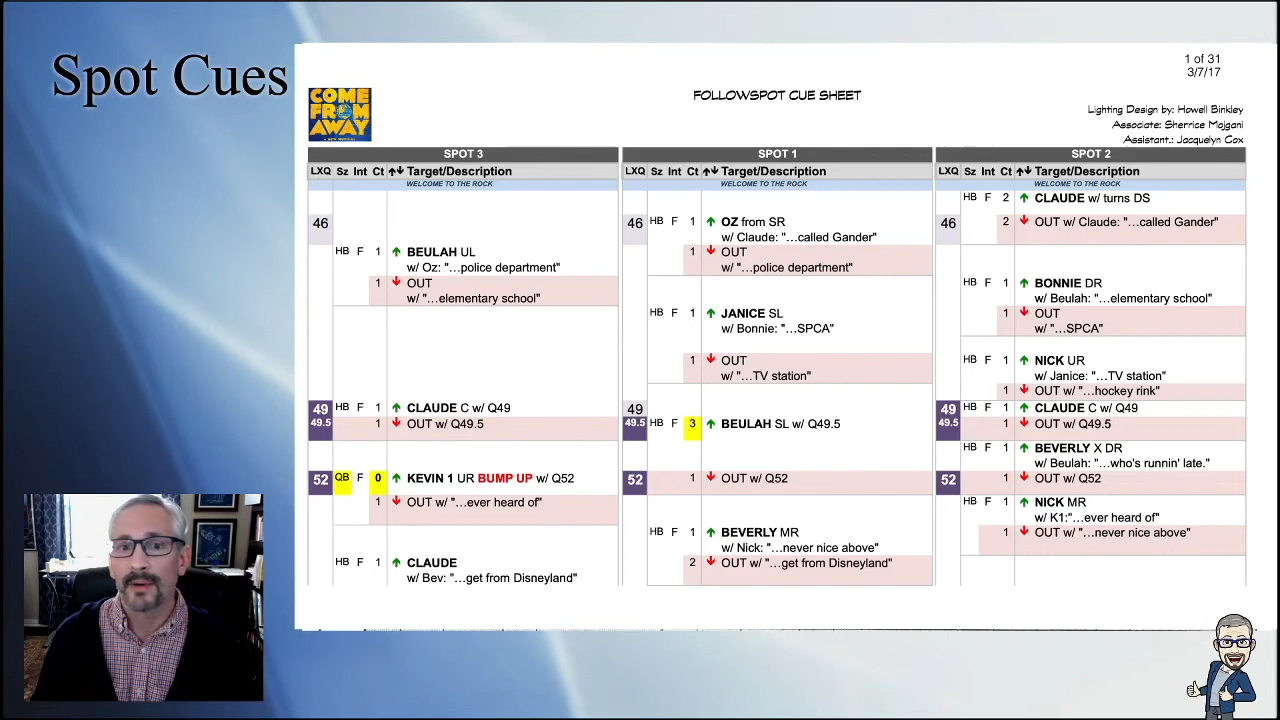 Spot Cues
1 of 31
3/7/17
COME
FROM
AWAY
A NEW MUSICAL
FOLLOWSPOT CUE SHEET
Lighting Design by: Howell Binkley
Associate: Sherrice Mojgani
Assistant: Jacquelyn Cox
SPOT 3
LXQ Sz Int Ct ↑↓ Target/Description
WELCOME TO THE ROCK
46
HB F 1 ↑ BEULAH UL
w/ Oz: "…police department"
1 ↓ OUT
w/ "…elementary school"
49 HB F 1 ↑ CLAUDE C w/ Q49
49.5 1 ↓ OUT w/ Q49.5
52 QB F 0 ↑ KEVIN 1 UR BUMP UP w/ Q52
1 ↓ OUT w/ "…ever heard of"
HB F 1 ↑ CLAUDE
w/ Bev: "…get from Disneyland"
SPOT 1
LXQ Sz Int Ct ↑↓ Target/Description
WELCOME TO THE ROCK
46 HB F 1 ↑ OZ from SR
w/ Claude: "…called Gander"
1 ↓ OUT
w/ "…police department"
HB F 1 ↑ JANICE SL
w/ Bonnie: "…SPCA"
1 ↓ OUT
w/ "…TV station"
49
49.5 HB F 3 ↑ BEULAH SL w/ Q49.5
52 1 ↓ OUT w/ Q52
HB F 1 ↑ BEVERLY MR
w/ Nick: "…never nice above"
2 ↓ OUT w/ "…get from Disneyland"
SPOT 2
LXQ Sz Int Ct ↑↓ Target/Description
WELCOME TO THE ROCK
HB F 2 ↑ CLAUDE w/ turns DS
46 2 ↓ OUT w/ Claude: "…called Gander"
HB F 1 ↑ BONNIE DR
w/ Beulah: "…elementary school"
1 ↓ OUT
w/ "…SPCA"
HB F 1 ↑ NICK UR
w/ Janice: "…TV station"
1 ↓ OUT w/ "…hockey rink"
49 HB F 1 ↑ CLAUDE C w/ Q49
49.5 1 ↓ OUT w/ Q49.5
HB F 1 ↑ BEVERLY X DR
w/ Beulah: "…who's runnin' late."
52 1 ↓ OUT w/ Q52
HB F 1 ↑ NICK MR
w/ K1:"…ever heard of"
1 ↓ OUT w/ "…never nice above"